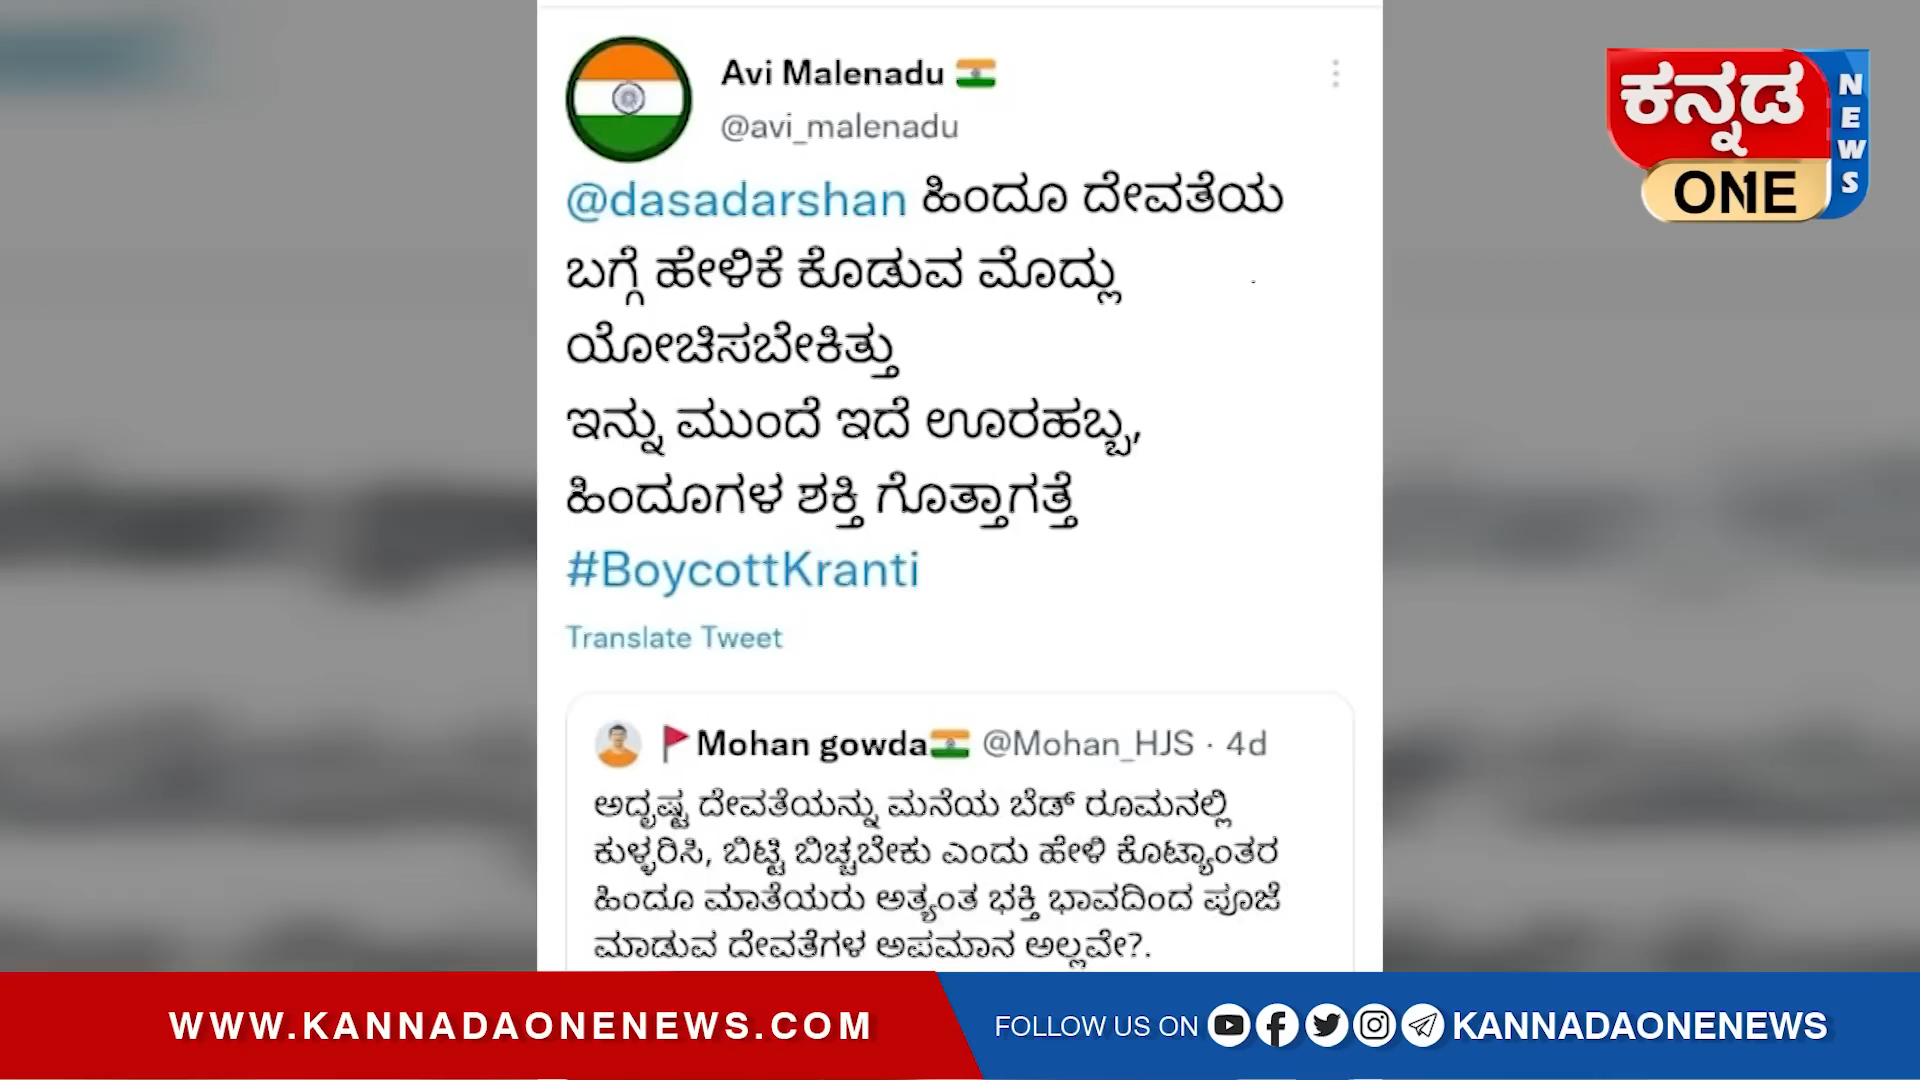 Avi Malenadu
@avi_malenadu
@dasadarshan ಹಿಂದೂ ದೇವತೆಯ
ಬಗ್ಗೆ ಹೇಳಿಕೆ ಕೊಡುವ ಮೊದ್ಲು
ಯೋಚಿಸಬೇಕಿತ್ತು
ಇನ್ನು ಮುಂದೆ ಇದೆ ಊರಹಬ್ಬ,
ಹಿಂದೂಗಳ ಶಕ್ತಿ ಗೊತ್ತಾಗತ್ತೆ
#BoycottKranti
Translate Tweet
Mohan gowda @Mohan_HJS · 4d
ಅದೃಷ್ಟ ದೇವತೆಯನ್ನು ಮನೆಯ ಬೆಡ್ ರೂಮನಲ್ಲಿ
ಕುಳ್ಳರಿಸಿ, ಬಿಟ್ಟಿ ಬಿಚ್ಚಬೇಕು ಎಂದು ಹೇಳಿ ಕೊಟ್ಯಾಂತರ
ಹಿಂದೂ ಮಾತೆಯರು ಅತ್ಯಂತ ಭಕ್ತಿ ಭಾವದಿಂದ ಪೂಜೆ
ಮಾಡುವ ದೇವತೆಗಳ ಅಪಮಾನ ಅಲ್ಲವೇ?.
ಕನ್ನಡ
ONE
NEWS
WWW.KANNADAONENEWS.COM
FOLLOW US ON KANNADAONENEWS